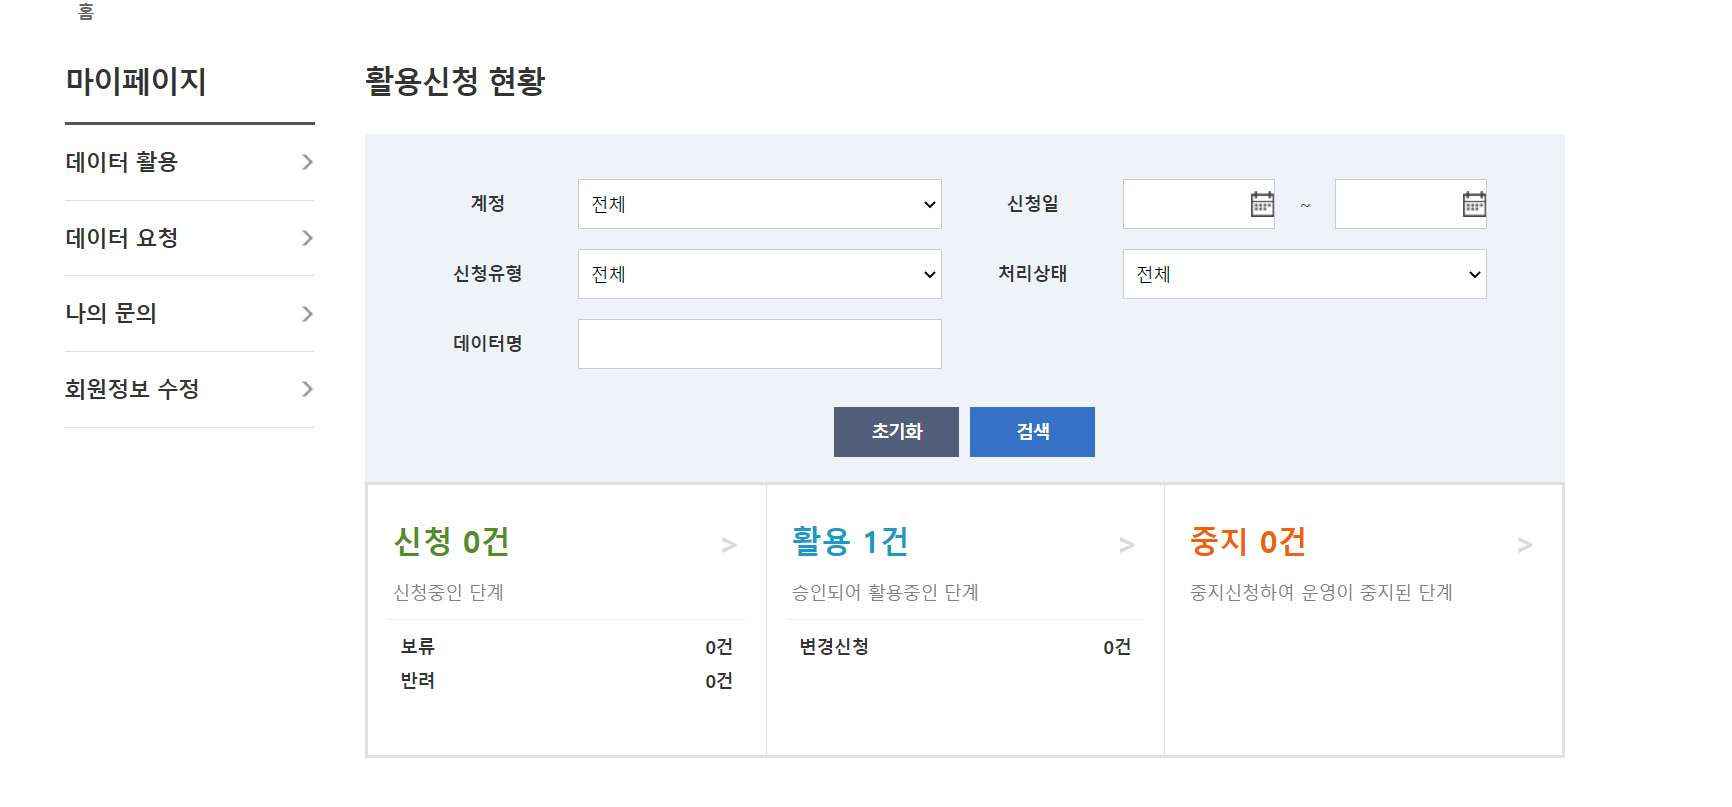 홈
마이페이지
데이터 활용
데이터 요청
나의 문의
회원정보 수정
활용신청 현황
계정 전체 신청일 ~
신청유형 전체 처리상태 전체
데이터명
초기화 검색
신청 0건 >
신청중인 단계
보류 0건
반려 0건
활용 1건 >
승인되어 활용중인 단계
변경신청 0건
중지 0건 >
중지신청하여 운영이 중지된 단계